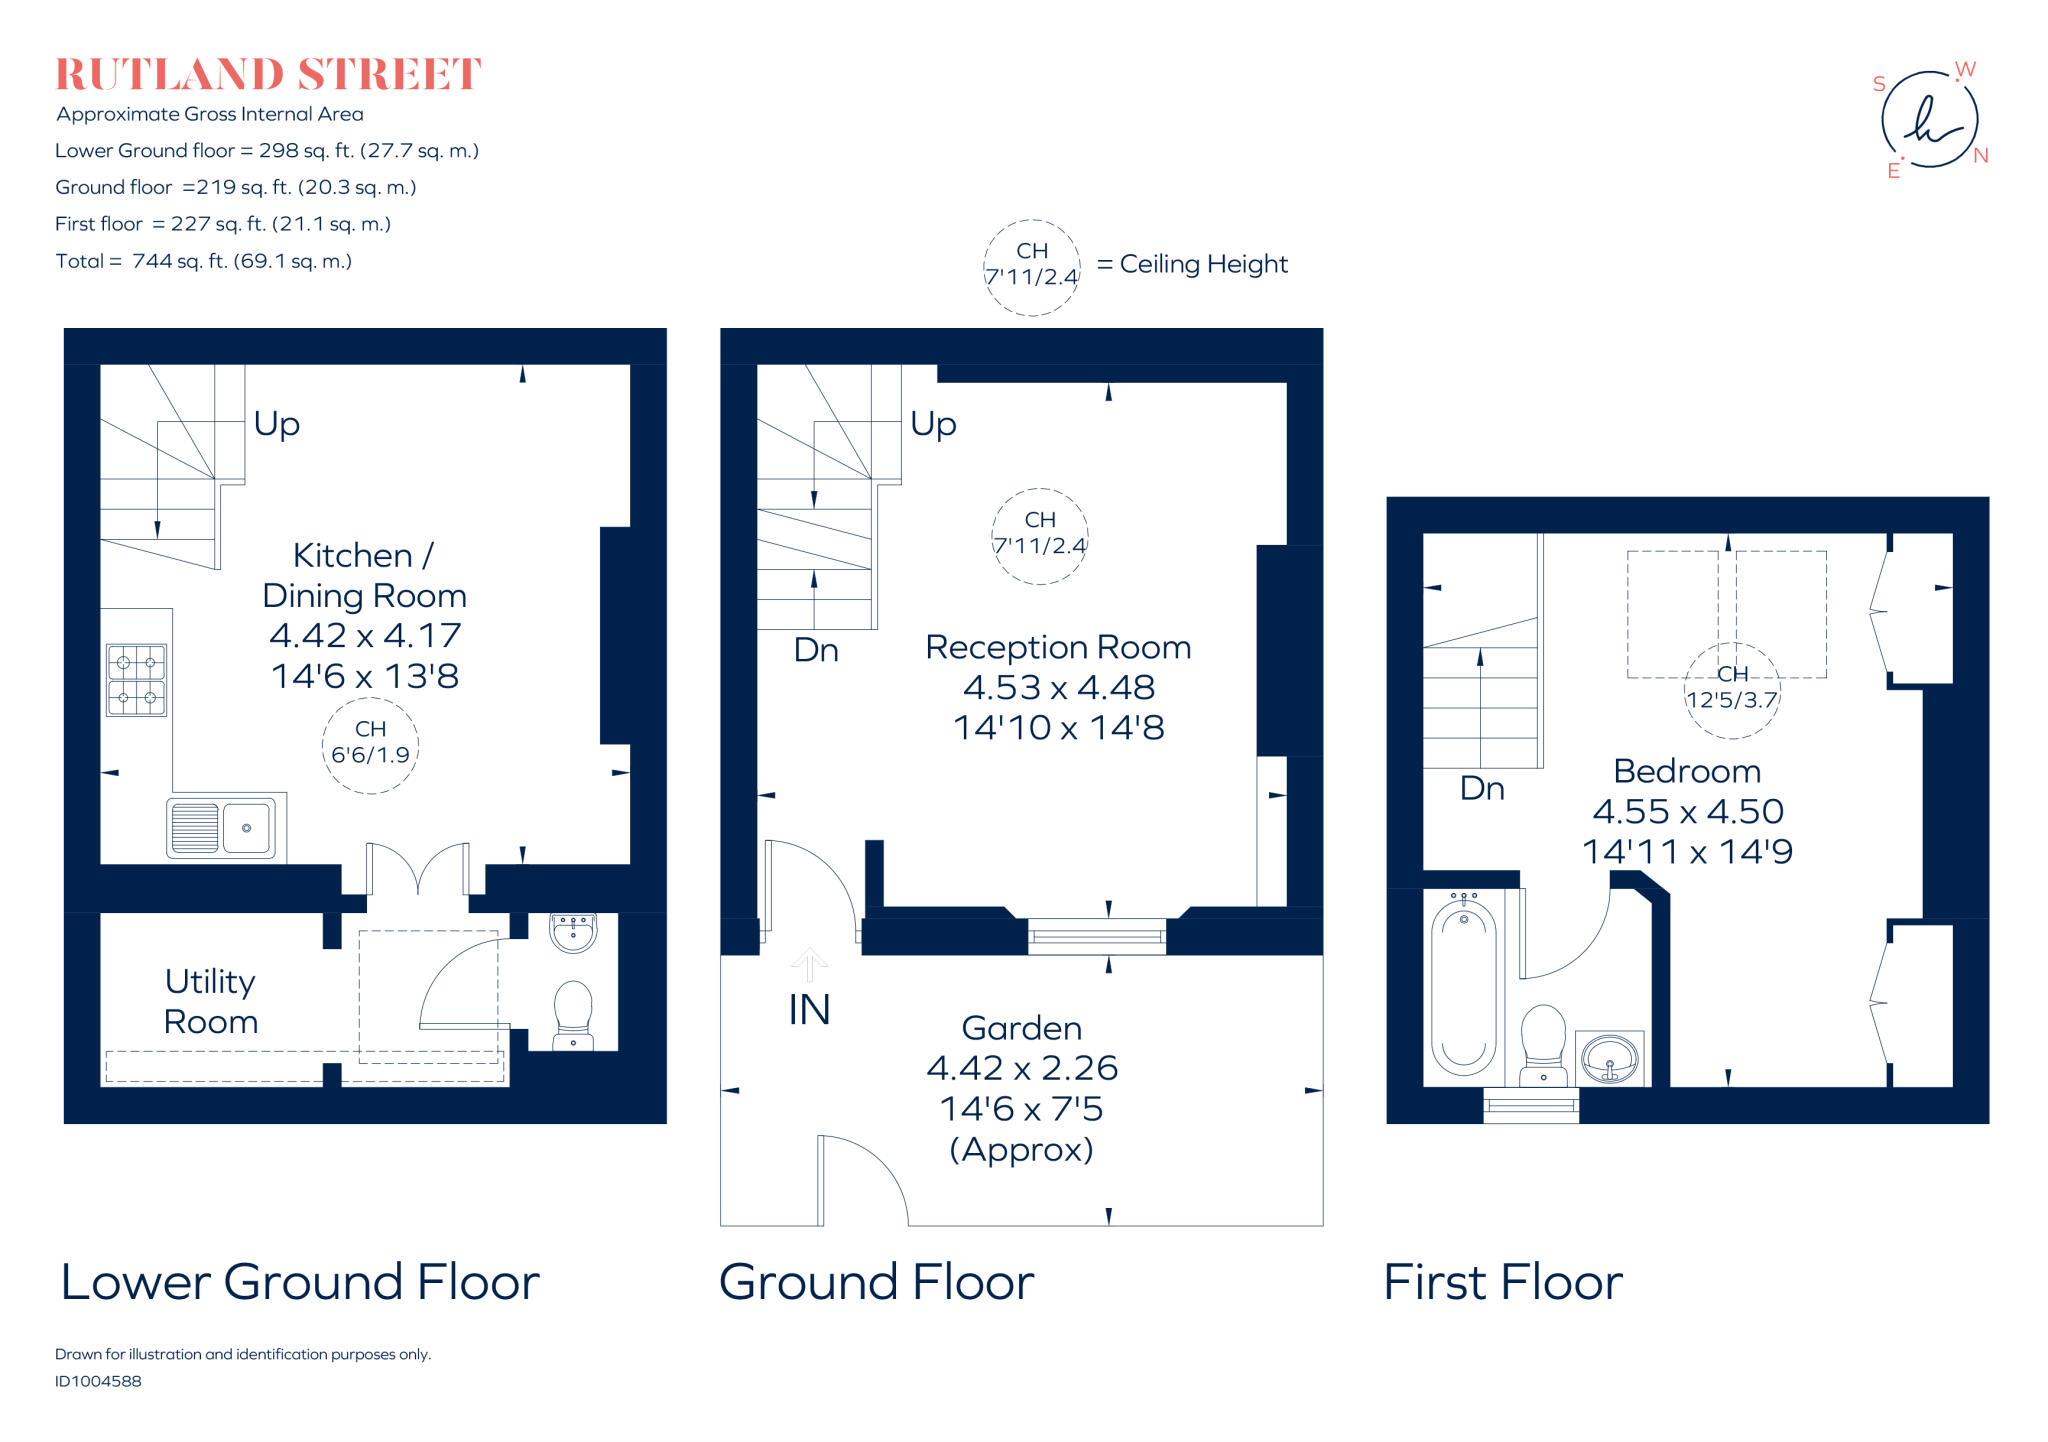 RUTLAND STREET
Approximate Gross Internal Area
Lower Ground floor = 298 sq. ft. (27.7 sq. m.)
Ground floor =219 sq. ft. (20.3 sq. m.)
First floor = 227 sq. ft. (21.1 sq. m.)
Total = 744 sq. ft. (69.1 sq. m.)
S
W
E
N
CH
7'11/2.4
= Ceiling Height
Up
Kitchen /
Dining Room
4.42 x 4.17
14'6 x 13'8
CH
6'6/1.9
Utility
Room
Lower Ground Floor
Up
CH
7'11/2.4
Dn
Reception Room
4.53 x 4.48
14'10 x 14'8
IN
Garden
4.42 x 2.26
14'6 x 7'5
(Approx)
Ground Floor
CH
12'5/3.7
Dn
Bedroom
4.55 x 4.50
14'11 x 14'9
First Floor
Drawn for illustration and identification purposes only.
ID1004588